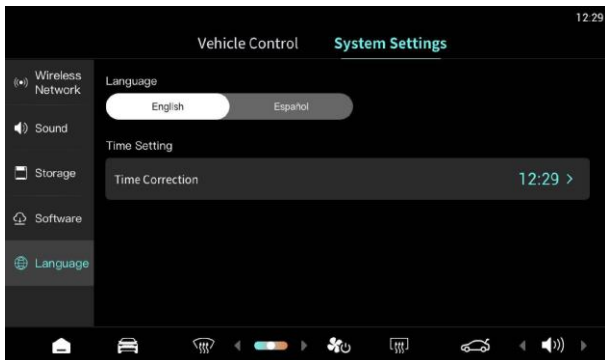 12:29
Vehicle Control System Settings
Wireless
Network
Language
English Español
Sound
Time Setting
Storage
Time Correction 12:29 >
Software
Language